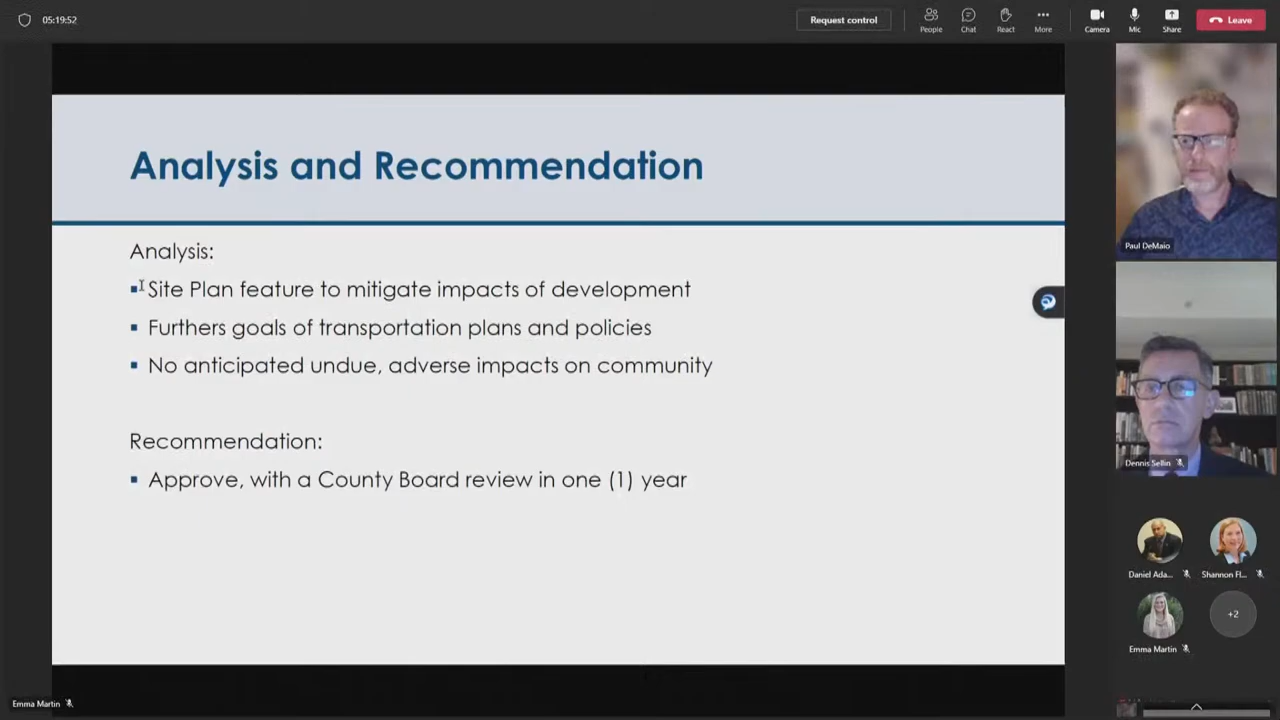 05:19:52
Request control
People
Chat
React
More
Camera
Mic
Share
Leave
Analysis and Recommendation
Analysis:
Site Plan feature to mitigate impacts of development
Furthers goals of transportation plans and policies
No anticipated undue, adverse impacts on community
Recommendation:
Approve, with a County Board review in one (1) year
Paul DeMaio
Dennis Sellin
Daniel Ada...
Shannon Fl...
Emma Martin
+2
Emma Martin